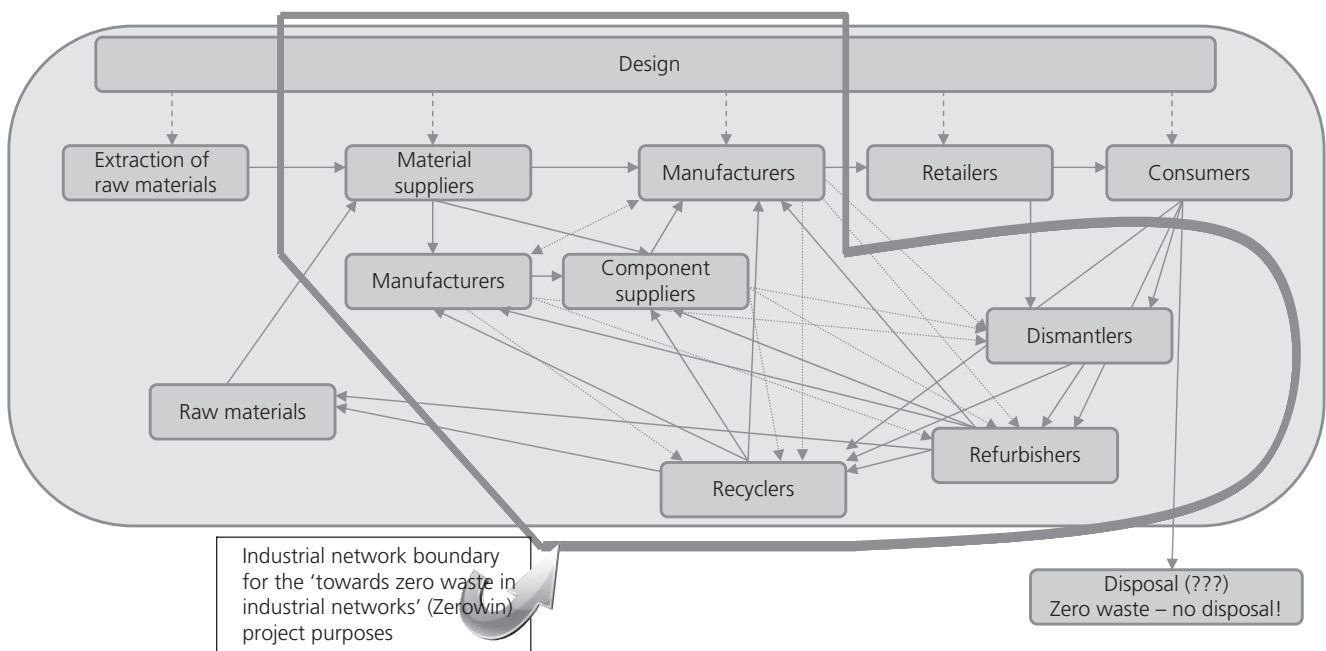 Design
Extraction of
raw materials
Material
suppliers
Manufacturers
Retailers
Consumers
Manufacturers
Component
suppliers
Dismantlers
Raw materials
Refurbishers
Recyclers
Industrial network boundary
for the ‘towards zero waste in
industrial networks’ (Zerowin)
project purposes
Disposal (???)
Zero waste – no disposal!